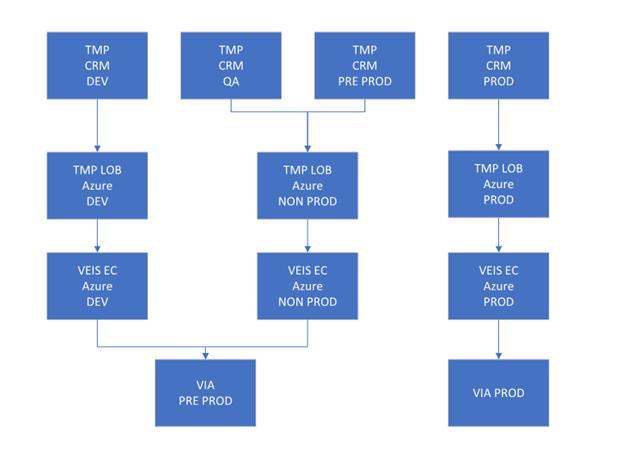 TMP
CRM
DEV
TMP
CRM
QA
TMP
CRM
PRE PROD
TMP
CRM
PROD
TMP LOB
Azure
DEV
TMP LOB
Azure
NON PROD
TMP LOB
Azure
PROD
VEIS EC
Azure
DEV
VEIS EC
Azure
NON PROD
VEIS EC
Azure
PROD
VIA
PRE PROD
VIA PROD